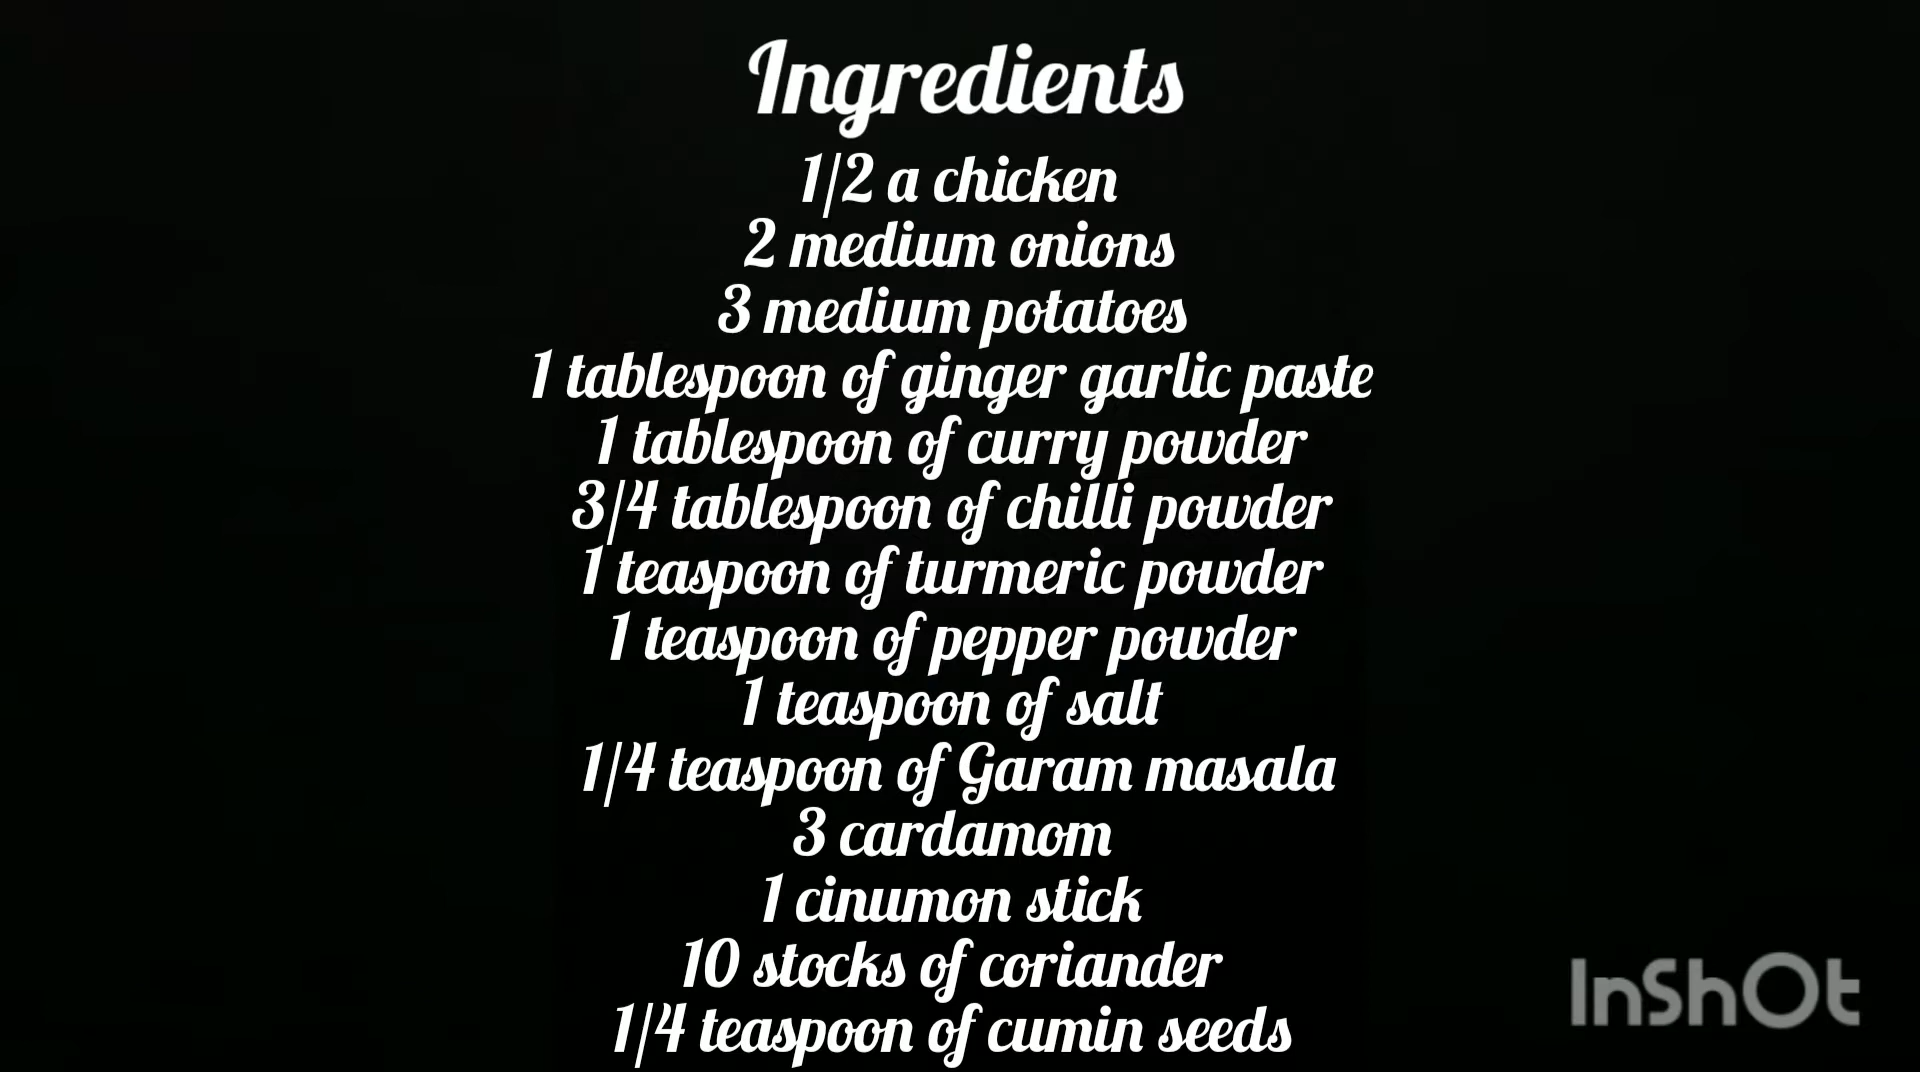 Ingredients
1/2 a chicken
2 medium onions
3 medium potatoes
1 tablespoon of ginger garlic paste
1 tablespoon of curry powder
3/4 tablespoon of chilli powder
1 teaspoon of turmeric powder
1 teaspoon of pepper powder
1 teaspoon of salt
1/4 teaspoon of Garam masala
3 cardamom
1 cinumon stick
10 stocks of coriander
1/4 teaspoon of cumin seeds
InShOt